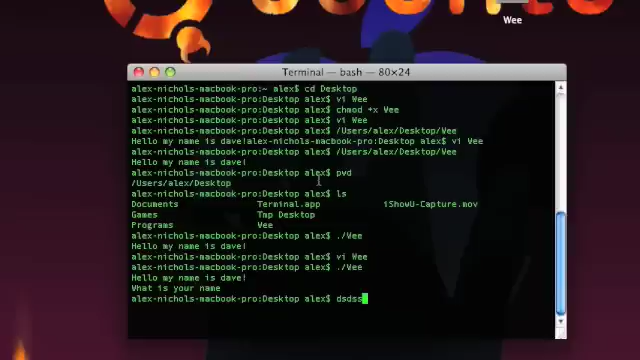 Wee
Terminal — bash — 80×24
alex-nichols-macbook-pro:~ alex$ cd Desktop
alex-nichols-macbook-pro:Desktop alex$ vi Wee
alex-nichols-macbook-pro:Desktop alex$ chmod +x Wee
alex-nichols-macbook-pro:Desktop alex$ vi Wee
alex-nichols-macbook-pro:Desktop alex$ /Users/alex/Desktop/Wee
Hello my name is dave!alex-nichols-macbook-pro:Desktop alex$ vi Wee
alex-nichols-macbook-pro:Desktop alex$ /Users/alex/Desktop/Wee
Hello my name is dave!
alex-nichols-macbook-pro:Desktop alex$ pwd
/Users/alex/Desktop
alex-nichols-macbook-pro:Desktop alex$ ls
Documents Terminal.app iShowU-Capture.mov
Games Tmp Desktop
Programs Wee
alex-nichols-macbook-pro:Desktop alex$ ./Wee
Hello my name is dave!
alex-nichols-macbook-pro:Desktop alex$ vi Wee
alex-nichols-macbook-pro:Desktop alex$ ./Wee
Hello my name is dave!
What is your name
alex-nichols-macbook-pro:Desktop alex$ dsdss